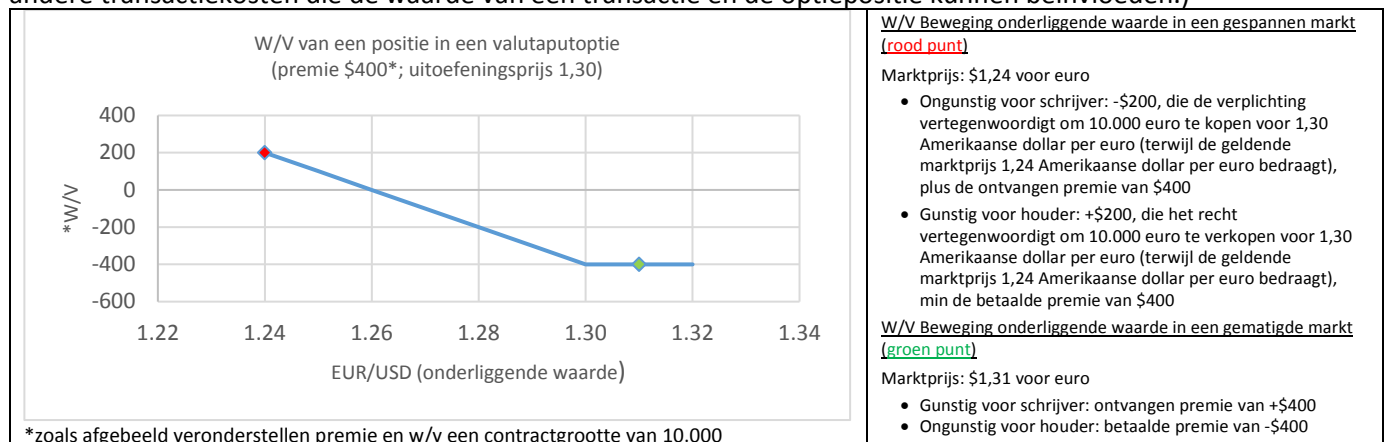 andere transactiekosten die de waarde van een transactie en de optiepositie kunnen beïnvloeden.)
W/V van een positie in een valutaputoptie
(premie $400*; uitoefeningsprijs 1,30)
400
200
0
-200
-400
-600
*W/V
1.22 1.24 1.26 1.28 1.30 1.32 1.34
EUR/USD (onderliggende waarde)
*zoals afgebeeld veronderstellen premie en w/v een contractgrootte van 10.000
W/V Beweging onderliggende waarde in een gespannen markt
(rood punt)
Marktprijs: $1,24 voor euro
• Ongunstig voor schrijver: -$200, die de verplichting
vertegenwoordigt om 10.000 euro te kopen voor 1,30
Amerikaanse dollar per euro (terwijl de geldende
marktprijs 1,24 Amerikaanse dollar per euro bedraagt),
plus de ontvangen premie van $400
• Gunstig voor houder: +$200, die het recht
vertegenwoordigt om 10.000 euro te verkopen voor 1,30
Amerikaanse dollar per euro (terwijl de geldende
marktprijs 1,24 Amerikaanse dollar per euro bedraagt),
min de betaalde premie van $400
W/V Beweging onderliggende waarde in een gematigde markt
(groen punt)
Marktprijs: $1,31 voor euro
• Gunstig voor schrijver: ontvangen premie van +$400
• Ongunstig voor houder: betaalde premie van -$400